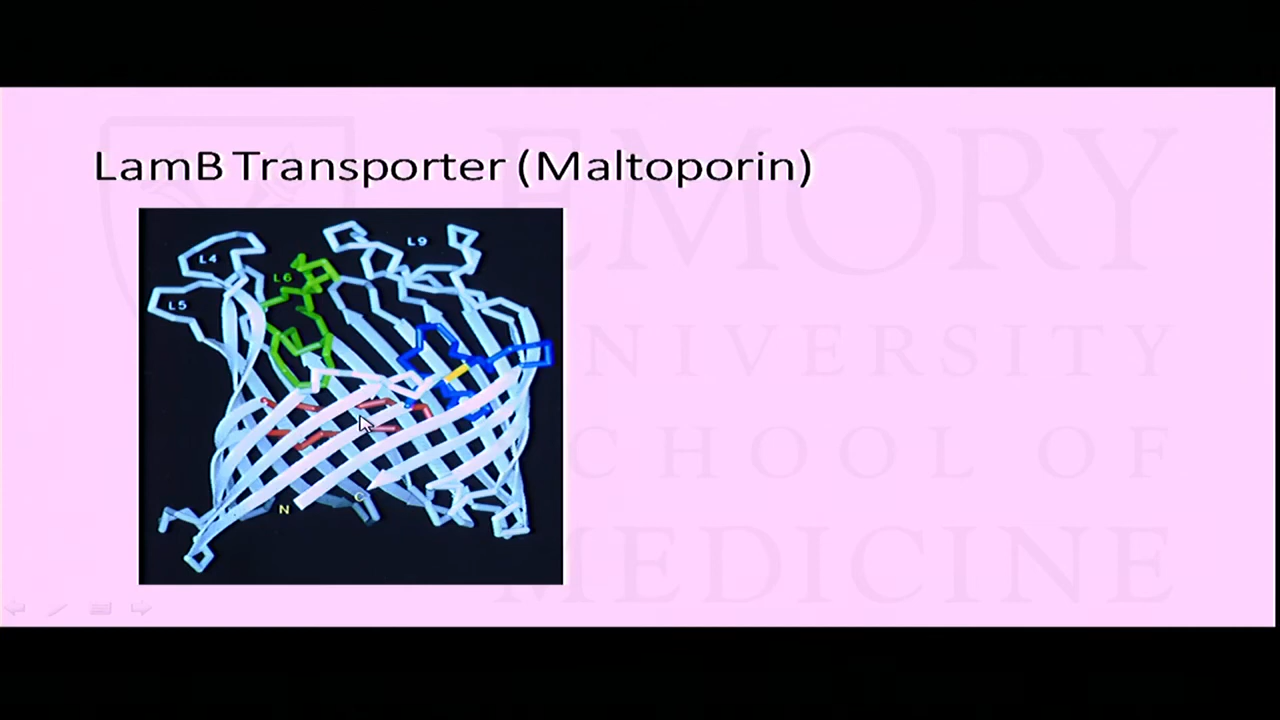 LamB Transporter (Maltoporin)
EMORY
UNIVERSITY
SCHOOL OF
MEDICINE
L4
L9
L6
L5
C
N